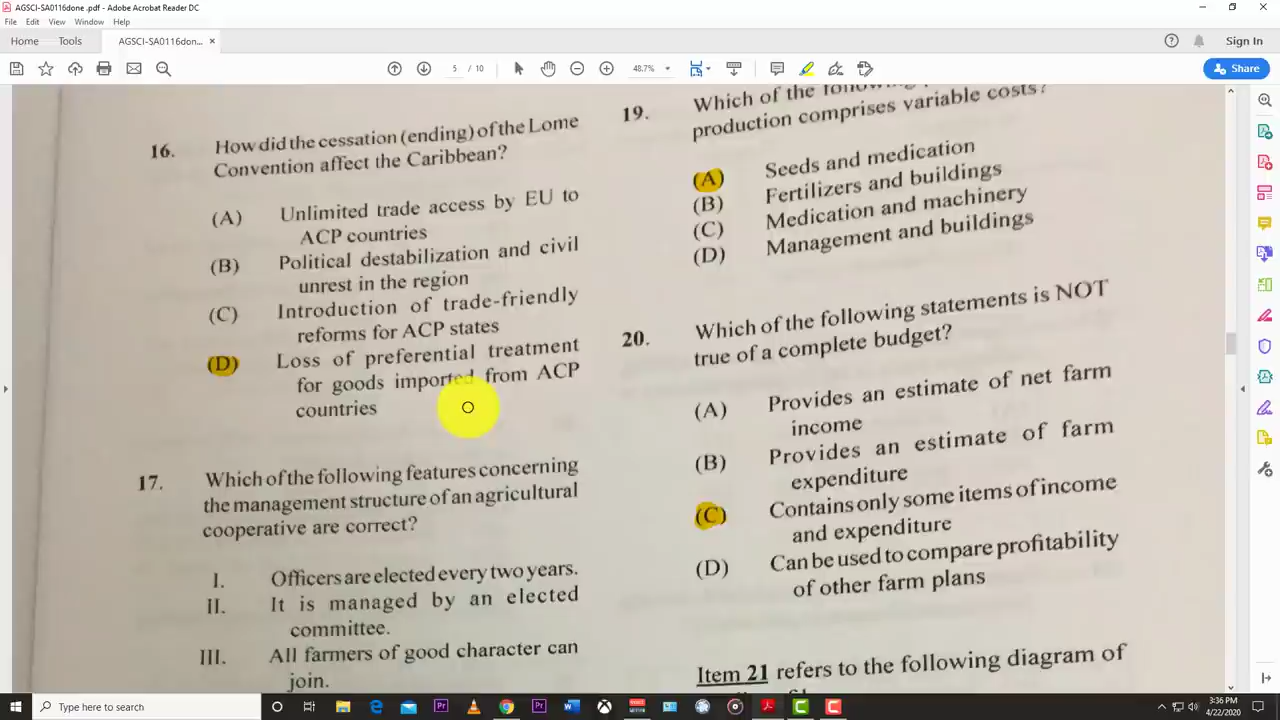 AGSCI-SA0116done .pdf - Adobe Acrobat Reader DC
File Edit View Window Help
Home Tools AGSCI-SA0116don... × Sign In
5 / 10 48.7% Share
16. How did the cessation (ending) of the Lome
Convention affect the Caribbean?
(A) Unlimited trade access by EU to
ACP countries
(B) Political destabilization and civil
unrest in the region
(C) Introduction of trade-friendly
reforms for ACP states
(D) Loss of preferential treatment
for goods imported from ACP
countries
17. Which of the following features concerning
the management structure of an agricultural
cooperative are correct?
I. Officers are elected every two years.
II. It is managed by an elected
committee.
III. All farmers of good character can
join.
19. Which of the following
production comprises variable costs?
(A) Seeds and medication
(B) Fertilizers and buildings
(C) Medication and machinery
(D) Management and buildings
20. Which of the following statements is NOT
true of a complete budget?
(A) Provides an estimate of net farm
income
(B) Provides an estimate of farm
expenditure
(C) Contains only some items of income
and expenditure
(D) Can be used to compare profitability
of other farm plans
Item 21 refers to the following diagram of
Type here to search
3:36 PM
4/22/2020